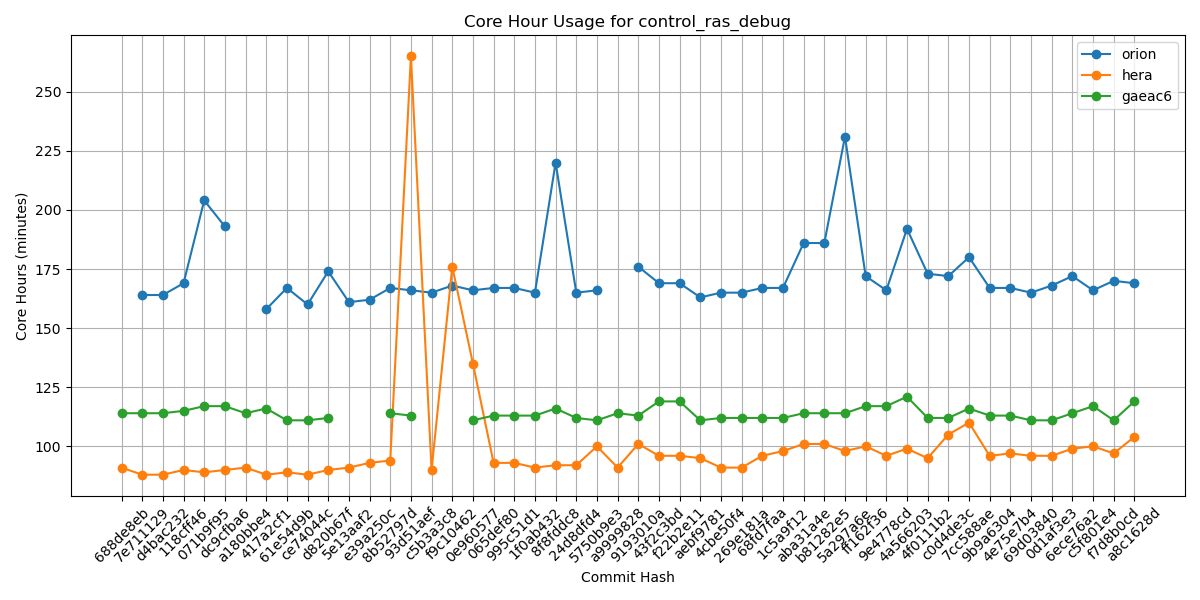 Core Hour Usage for control_ras_debug
orion
hera
gaeac6
Core Hours (minutes)
250
225
200
175
150
125
100
688de8eb
7e711129
d4bac232
118cff46
071b9f95
dc9cfba6
a180bbe4
417a2cf1
61e54d9b
ce74044c
d820b67f
5e13aaf2
e39a250c
8b52797d
93d51aef
c5b3a3c8
f9c10462
0e960577
065def80
995c51d1
1f0ab432
8f8fdfdc8
24d8dfd4
5750b9e3
a9999828
9193010a
43f253bd
f22b2e11
aebf9781
4cbe50f4
269e181a
68fd7faa
1c5a9f12
aba31a4e
b81282e5
5a297a6e
ff162f36
9e4778cd
4a566203
4f011b2
c0d4de3c
7cc588ae
9b9a6304
4e75e7b4
69d03840
0d1af3e3
6ece76a2
c5f801e4
f7d8b0cd
a8c1628d
Commit Hash